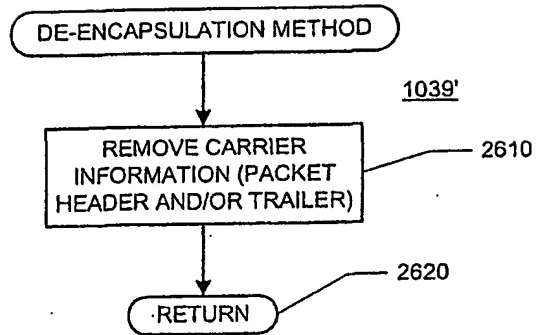 DE-ENCAPSULATION METHOD
1039'
REMOVE CARRIER
INFORMATION (PACKET
HEADER AND/OR TRAILER)
2610
2620
RETURN